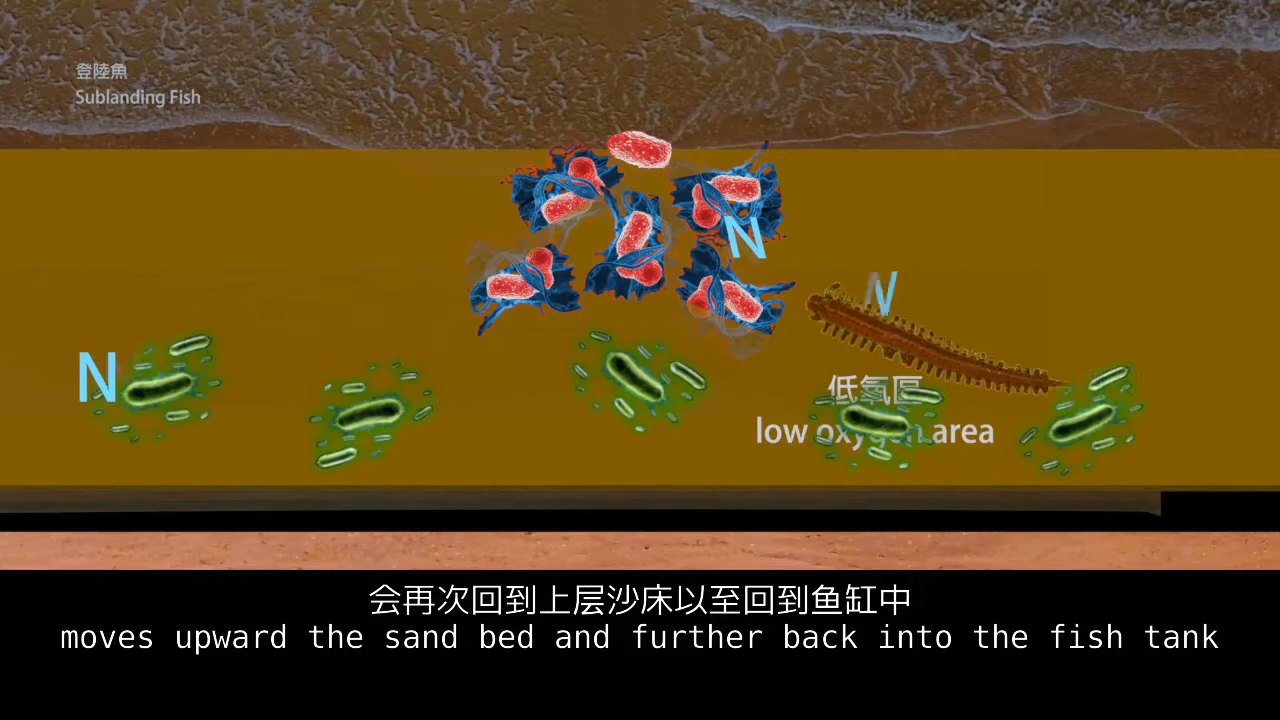 登陸魚
Sublanding Fish
N
N
N
低氧區
low oxygen area
会再次回到上层沙床以至回到鱼缸中
moves upward the sand bed and further back into the fish tank